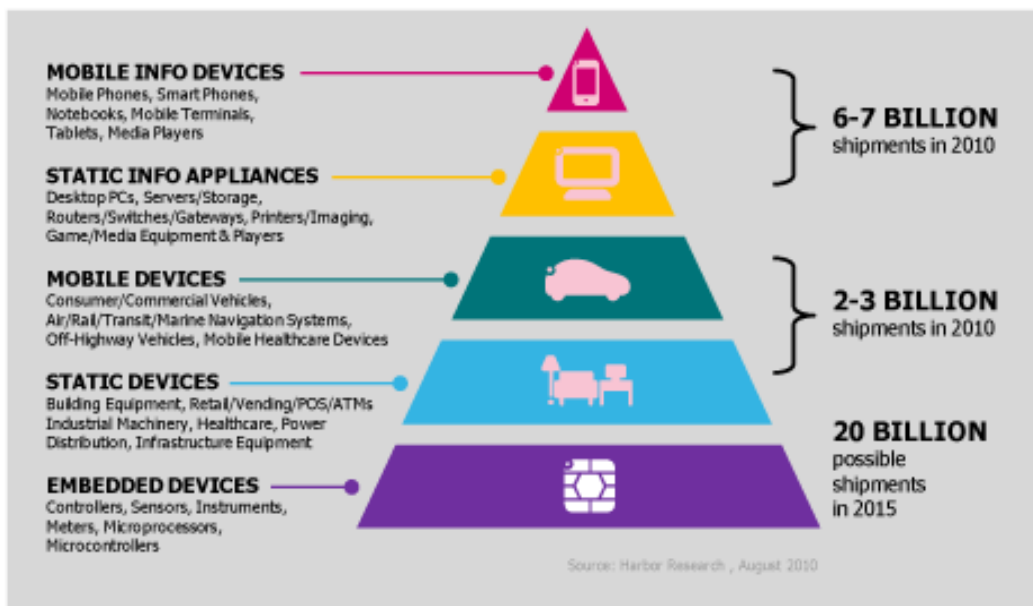 MOBILE INFO DEVICES
Mobile Phones, Smart Phones,
Notebooks, Mobile Terminals,
Tablets, Media Players
STATIC INFO APPLIANCES
Desktop PCs, Servers/Storage,
Routers/Switches/Gateways, Printers/Imaging,
Game/Media Equipment & Players
MOBILE DEVICES
Consumer/Commercial Vehicles,
Air/Rail/Transit/Marine Navigation Systems,
Off-Highway Vehicles, Mobile Healthcare Devices
STATIC DEVICES
Building Equipment, Retail/Vending/POS/ATMs
Industrial Machinery, Healthcare, Power
Distribution, Infrastructure Equipment
EMBEDDED DEVICES
Controllers, Sensors, Instruments,
Meters, Microprocessors,
Microcontrollers
6-7 BILLION
shipments in 2010
2-3 BILLION
shipments in 2010
20 BILLION
possible
shipments
in 2015
Source: Harbor Research , August 2010